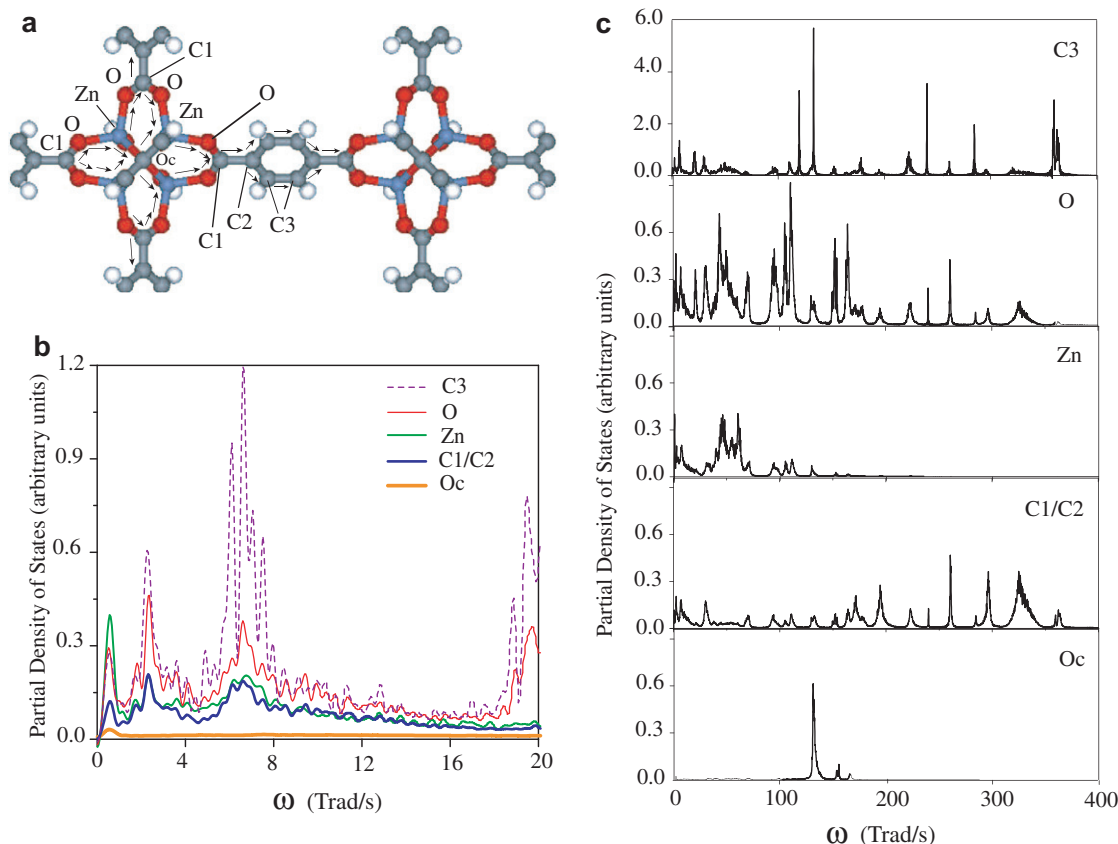 a
C1
O
O
Zn
Zn
O
O
C1
Oc
C2
C3
C1
b
Partial Density of States (arbitrary units)
1.2
0.9
0.6
0.3
0.0
C3
O
Zn
C1/C2
Oc
0
4
8
12
16
20
ω (Trad/s)
c
Partial Density of States (arbitrary units)
6.0
4.0
2.0
0.0
C3
0.6
0.3
0.0
O
0.6
0.3
0.0
Zn
0.6
0.3
0.0
C1/C2
0.6
0.3
0.0
Oc
0
100
200
300
400
ω (Trad/s)